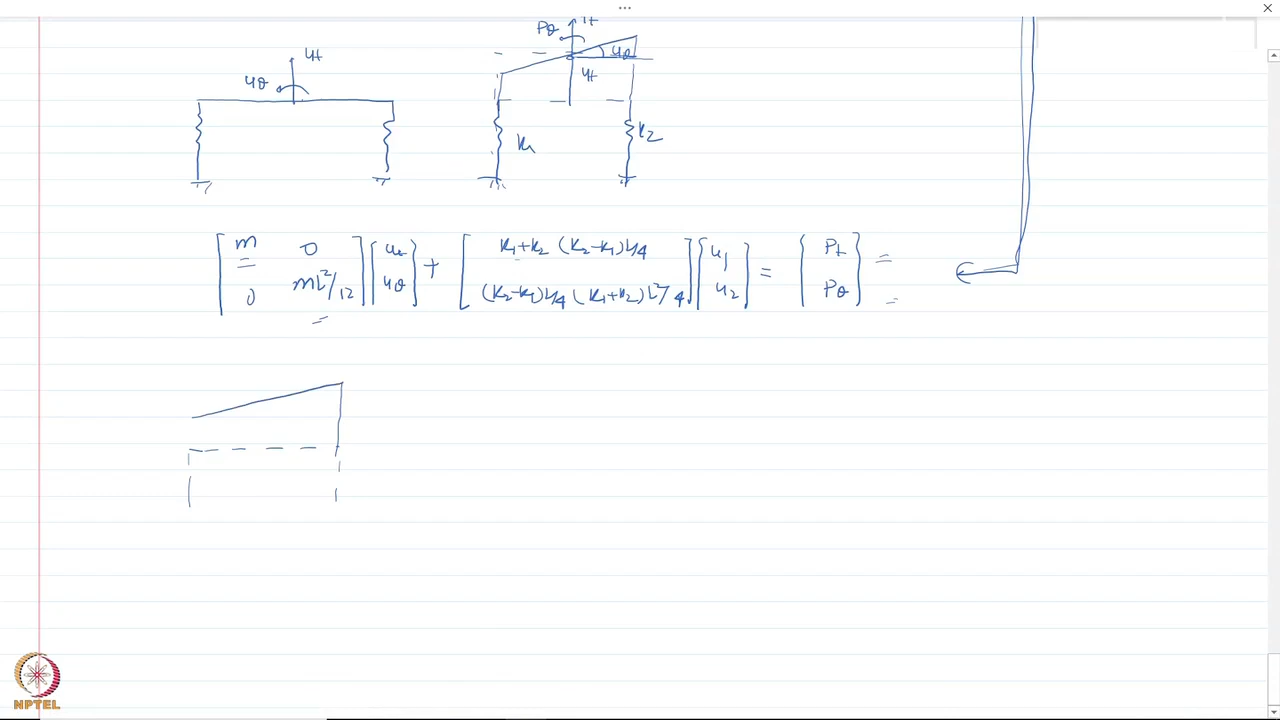 Pθ Pt
ut uθ
uθ ut
k1 k2
[m 0] [ut] + [k1+k2 (k2-k1)L/4] [u1] = [Pt] =
[0 mL²/12] [uθ] [(k2-k1)L/4 (k1+k2)L²/4] [u2] [Pθ] =
NPTEL